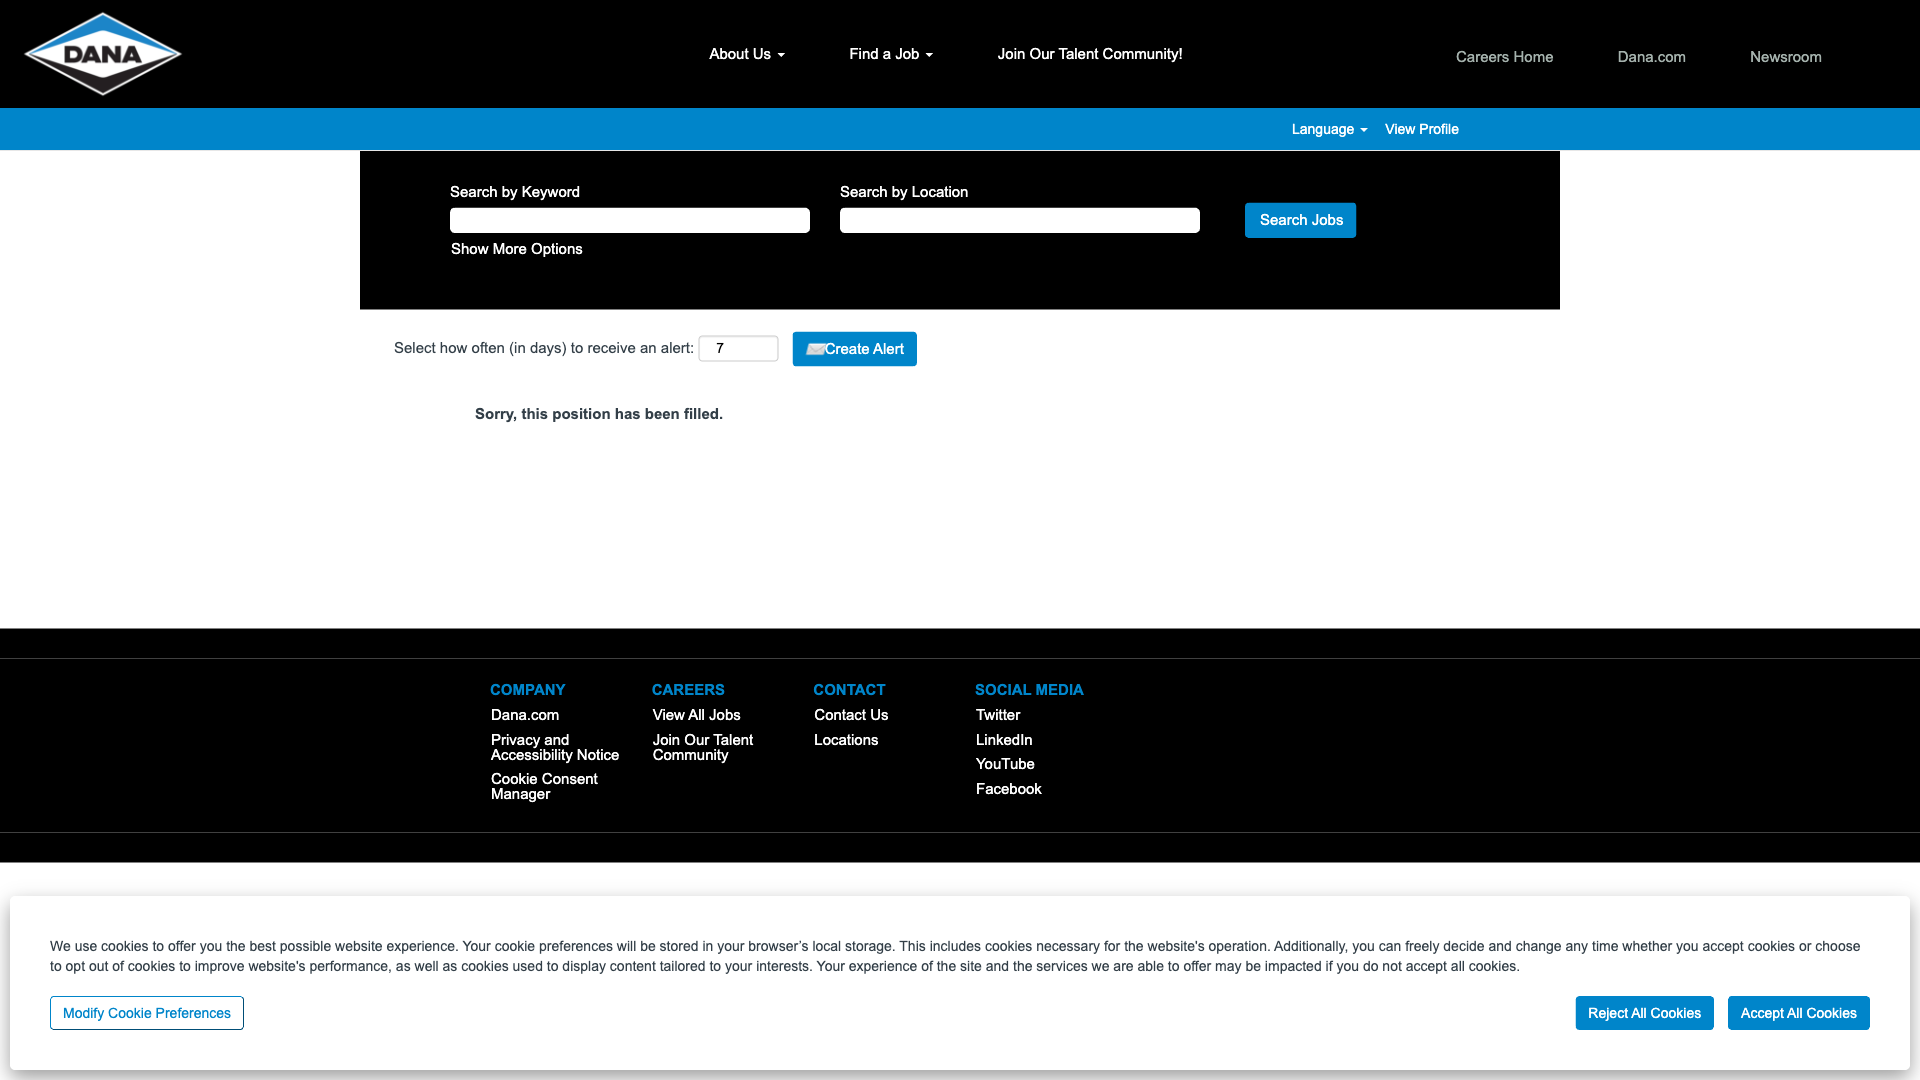 DANA
About Us
Find a Job
Join Our Talent Community!
Careers Home
Dana.com
Newsroom
Language
View Profile
Search by Keyword
Search by Location
Search Jobs
Show More Options
Select how often (in days) to receive an alert: 7
Create Alert
Sorry, this position has been filled.
COMPANY
Dana.com
Privacy and
Accessibility Notice
Cookie Consent
Manager
CAREERS
View All Jobs
Join Our Talent
Community
CONTACT
Contact Us
Locations
SOCIAL MEDIA
Twitter
LinkedIn
YouTube
Facebook
We use cookies to offer you the best possible website experience. Your cookie preferences will be stored in your browser’s local storage. This includes cookies necessary for the website's operation. Additionally, you can freely decide and change any time whether you accept cookies or choose
to opt out of cookies to improve website's performance, as well as cookies used to display content tailored to your interests. Your experience of the site and the services we are able to offer may be impacted if you do not accept all cookies.
Modify Cookie Preferences
Reject All Cookies
Accept All Cookies